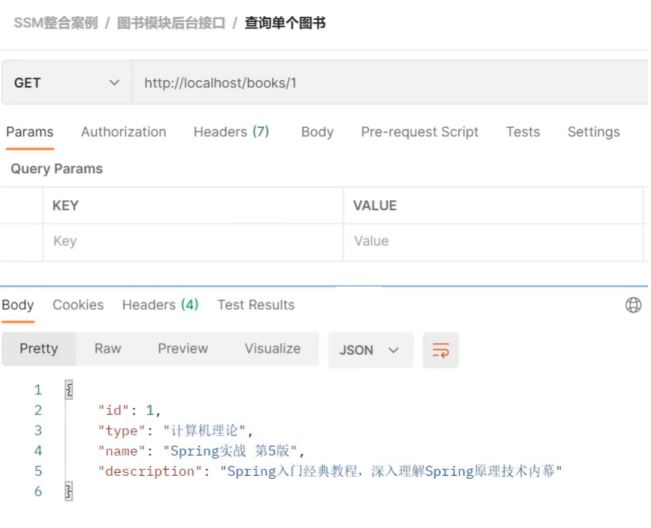 SSM整合案例 / 图书模块后台接口 / 查询单个图书
GET http://localhost/books/1
Params Authorization Headers (7) Body Pre-request Script Tests Settings
Query Params
KEY VALUE
Key Value
Body Cookies Headers (4) Test Results
Pretty Raw Preview Visualize JSON
1 {
2 "id": 1,
3 "type": "计算机理论",
4 "name": "Spring实战 第5版",
5 "description": "Spring入门经典教程，深入理解Spring原理技术内幕"
6 }